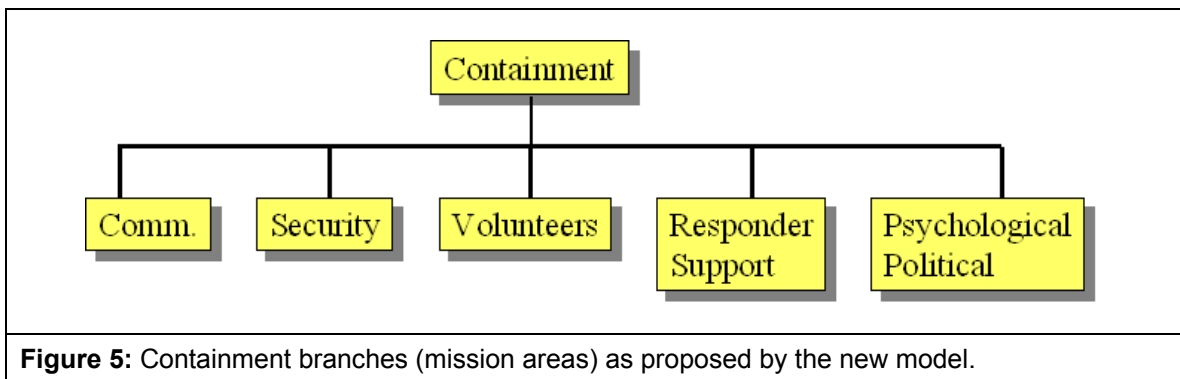 Containment
Comm.
Security
Volunteers
Responder
Support
Psychological
Political
Figure 5: Containment branches (mission areas) as proposed by the new model.